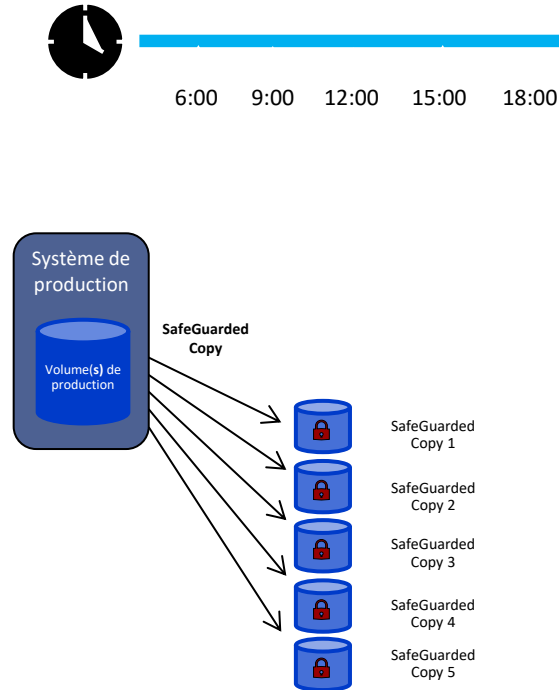 6:00 9:00 12:00 15:00 18:00
Système de
production
Volume(s) de
production
SafeGuarded
Copy
SafeGuarded
Copy 1
SafeGuarded
Copy 2
SafeGuarded
Copy 3
SafeGuarded
Copy 4
SafeGuarded
Copy 5